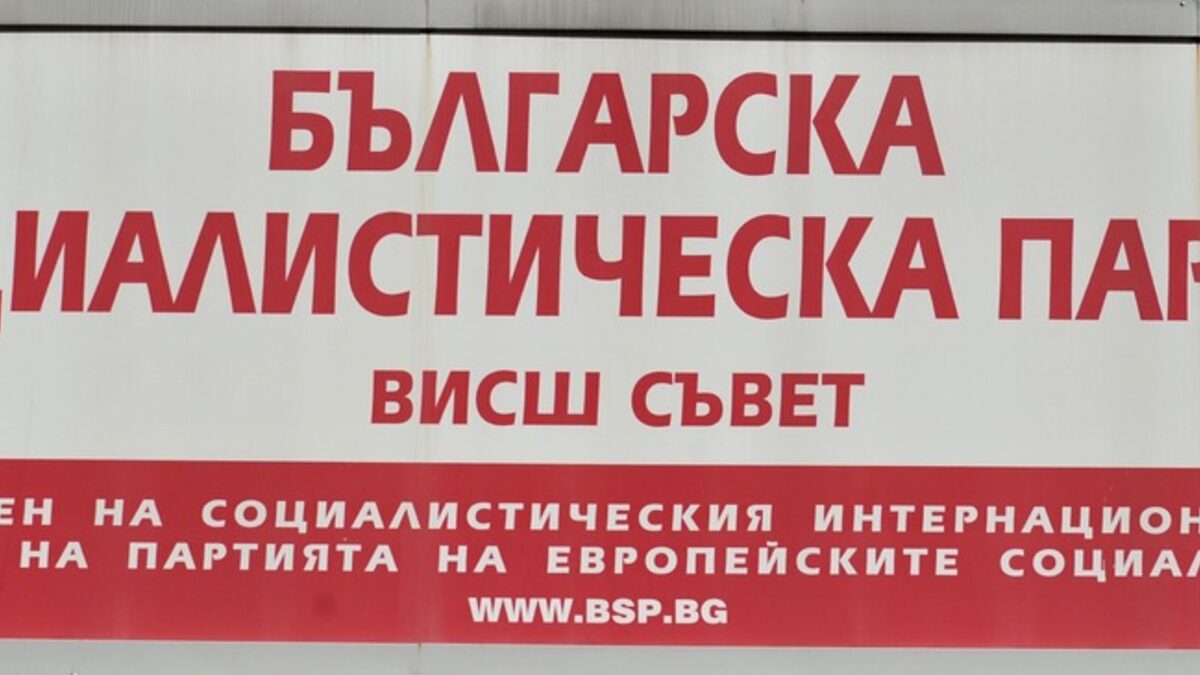 БЪЛГАРСКА
ЦИАЛИСТИЧЕСКА ПАР
ВИСШ СЪВЕТ
ЕН НА СОЦИАЛИСТИЧЕСКИЯ ИНТЕРНАЦИОН
НА ПАРТИЯТА НА ЕВРОПЕЙСКИТЕ СОЦИАЛ
WWW.BSP.BG